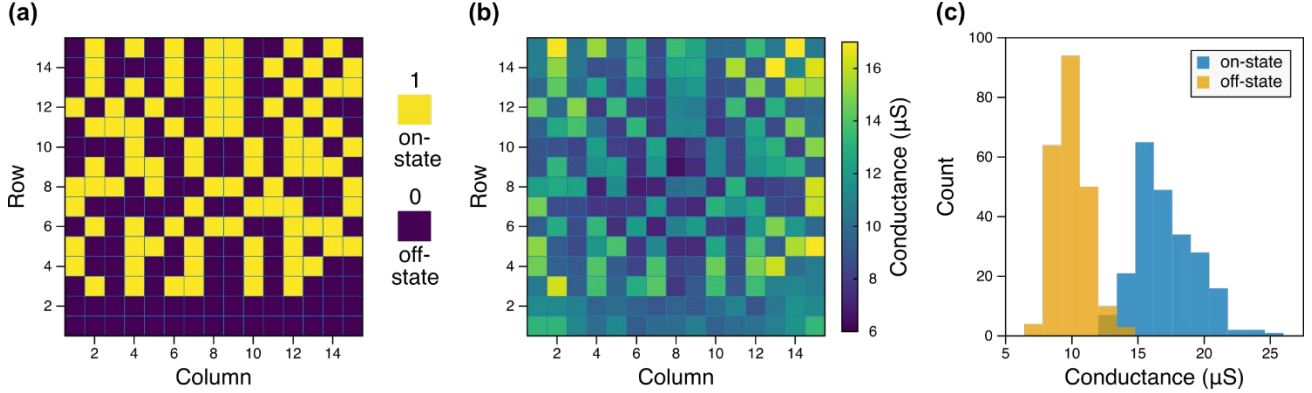 (a)
Row
14
12
10
8
6
4
2
2 4 6 8 10 12 14
Column
1
on-
state
0
off-
state
(b)
Row
14
12
10
8
6
4
2
2 4 6 8 10 12 14
Column
16
14
12
10
8
6
Conductance (µS)
(c)
Count
100
80
60
40
20
0
5 10 15 20 25
Conductance (µS)
on-state
off-state